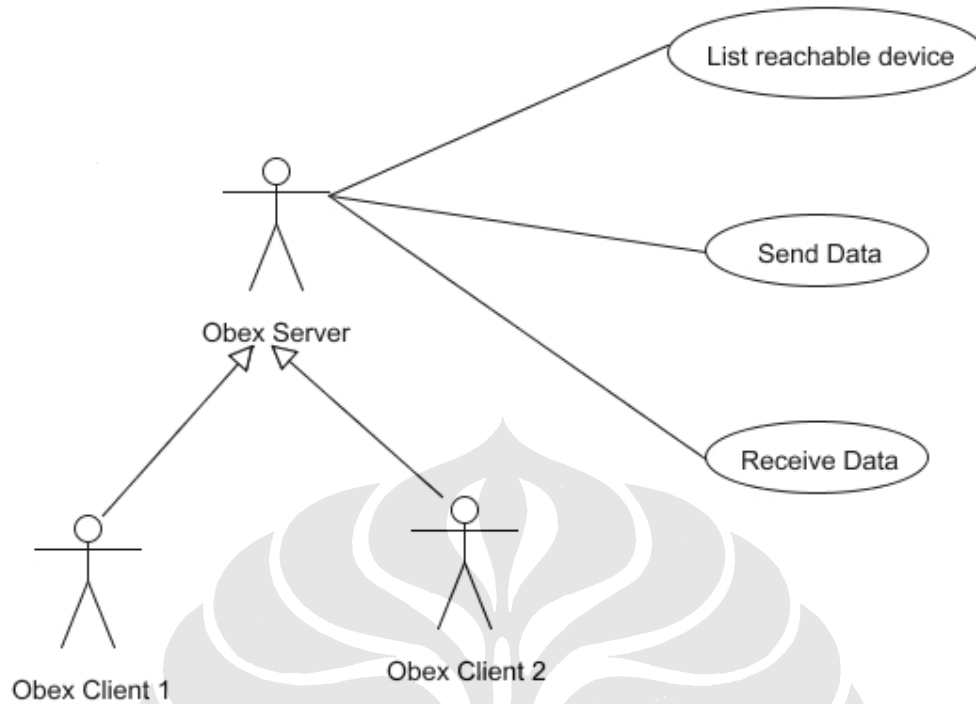 List reachable device
Send Data
Obex Server
Receive Data
Obex Client 2
Obex Client 1